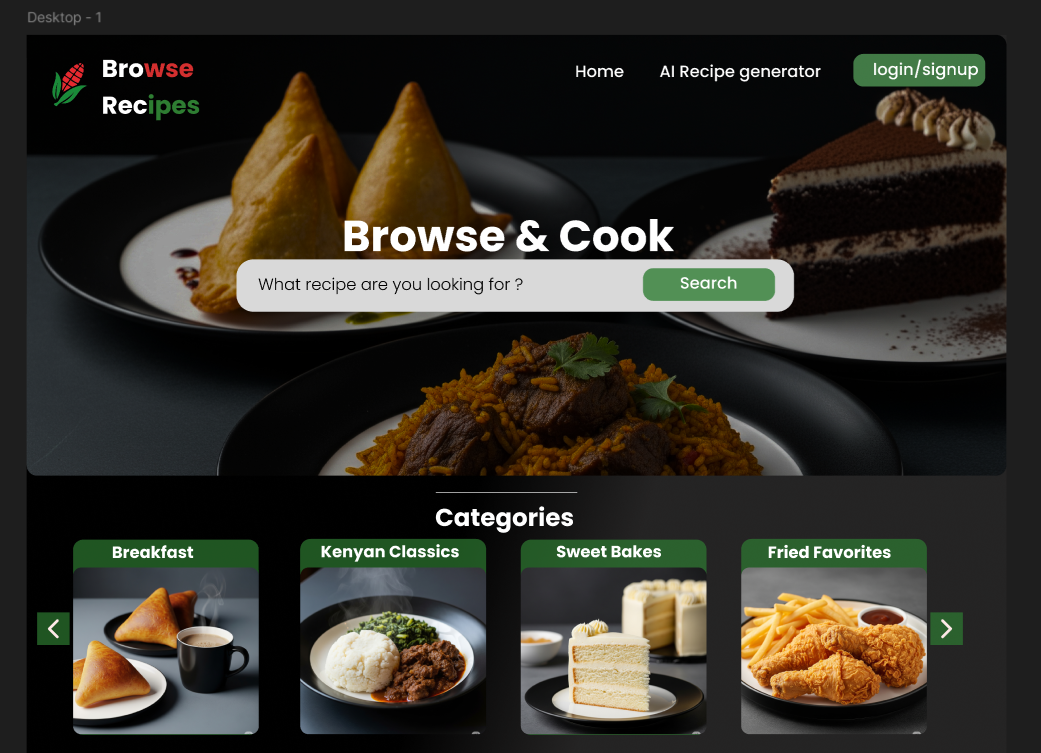 Desktop - 1
Browse
Recipes
Home
AI Recipe generator
login/signup
Browse & Cook
What recipe are you looking for ?
Search
Categories
Breakfast
Kenyan Classics
Sweet Bakes
Fried Favorites